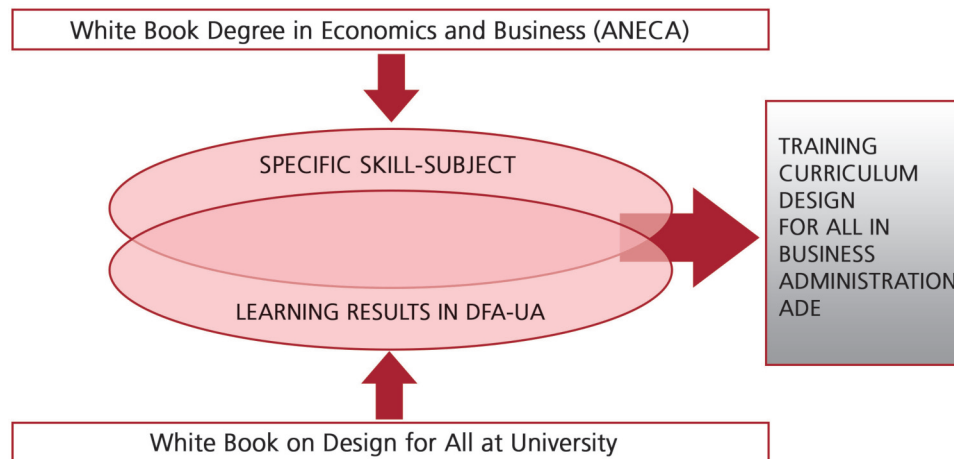 White Book Degree in Economics and Business (ANECA)
SPECIFIC SKILL-SUBJECT
LEARNING RESULTS IN DFA-UA
White Book on Design for All at University
TRAINING
CURRICULUM
DESIGN
FOR ALL IN
BUSINESS
ADMINISTRATION
ADE